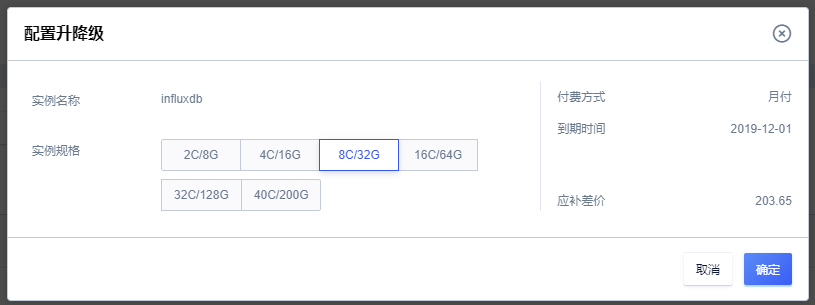 配置升降级
实例名称 influxdb
实例规格 2C/8G 4C/16G 8C/32G 16C/64G
32C/128G 40C/200G
付费方式 月付
到期时间 2019-12-01
应补差价 203.65
取消 确定